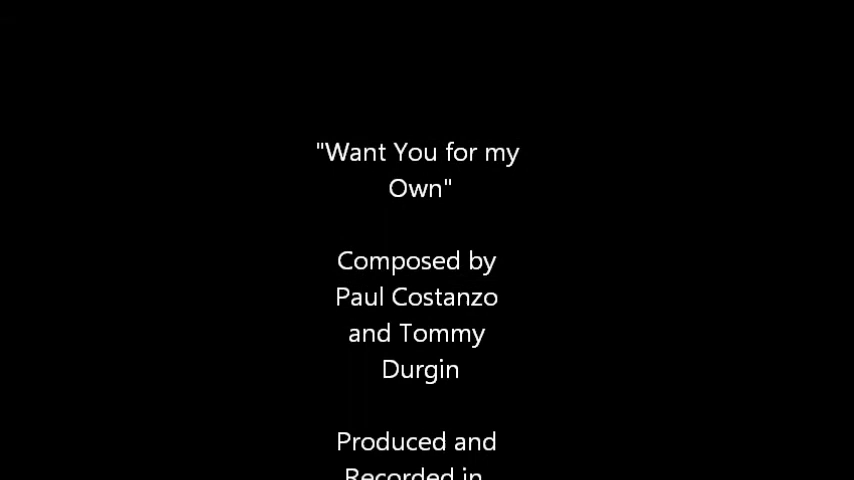 "Want You for my
Own"
Composed by
Paul Costanzo
and Tommy
Durgin
Produced and
Recorded in